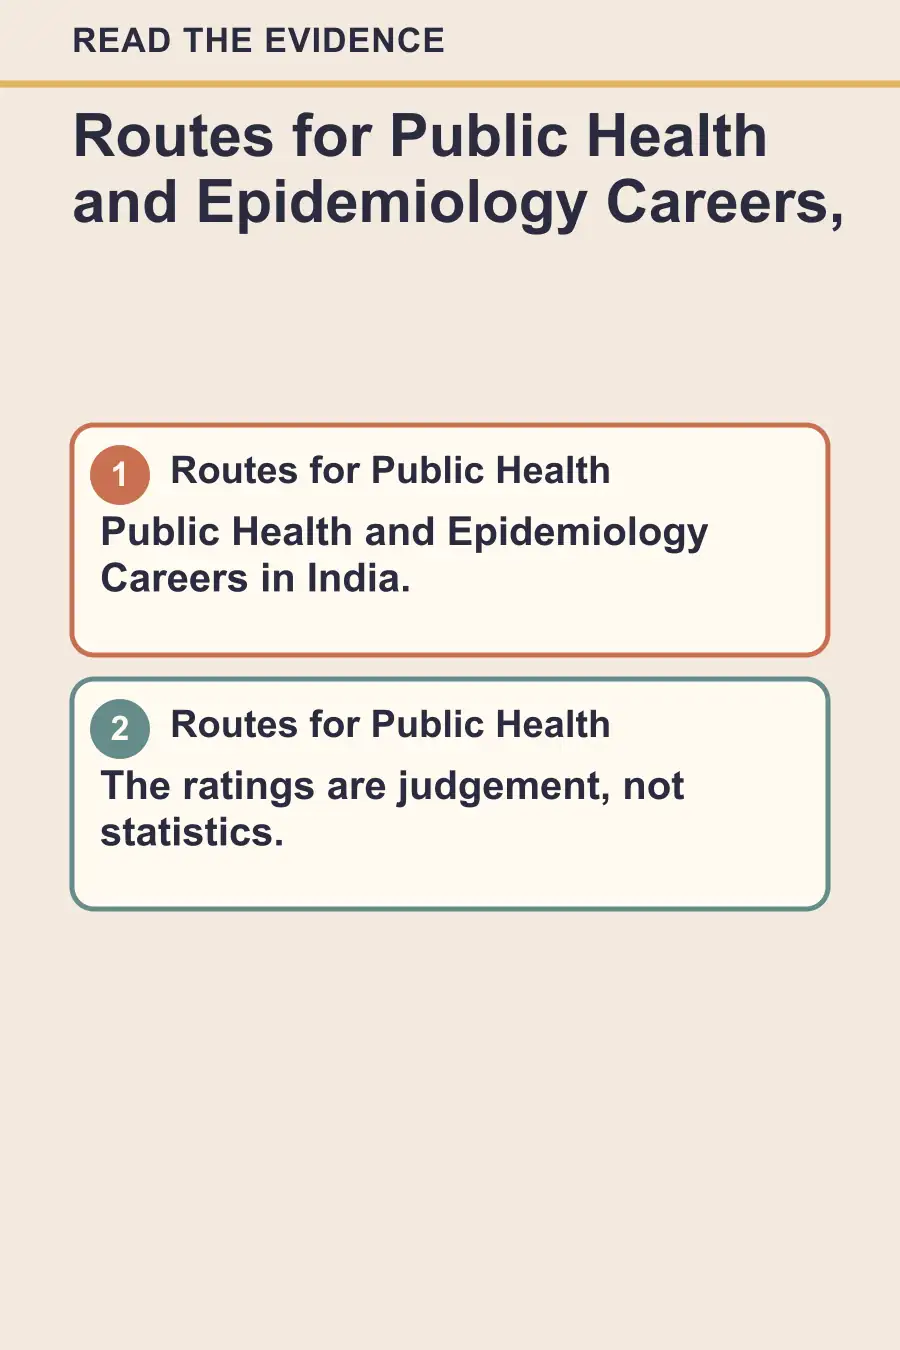 READ THE EVIDENCE
Routes for Public Health
and Epidemiology Careers,
1 Routes for Public Health
Public Health and Epidemiology
Careers in India.
2 Routes for Public Health
The ratings are judgement, not
statistics.